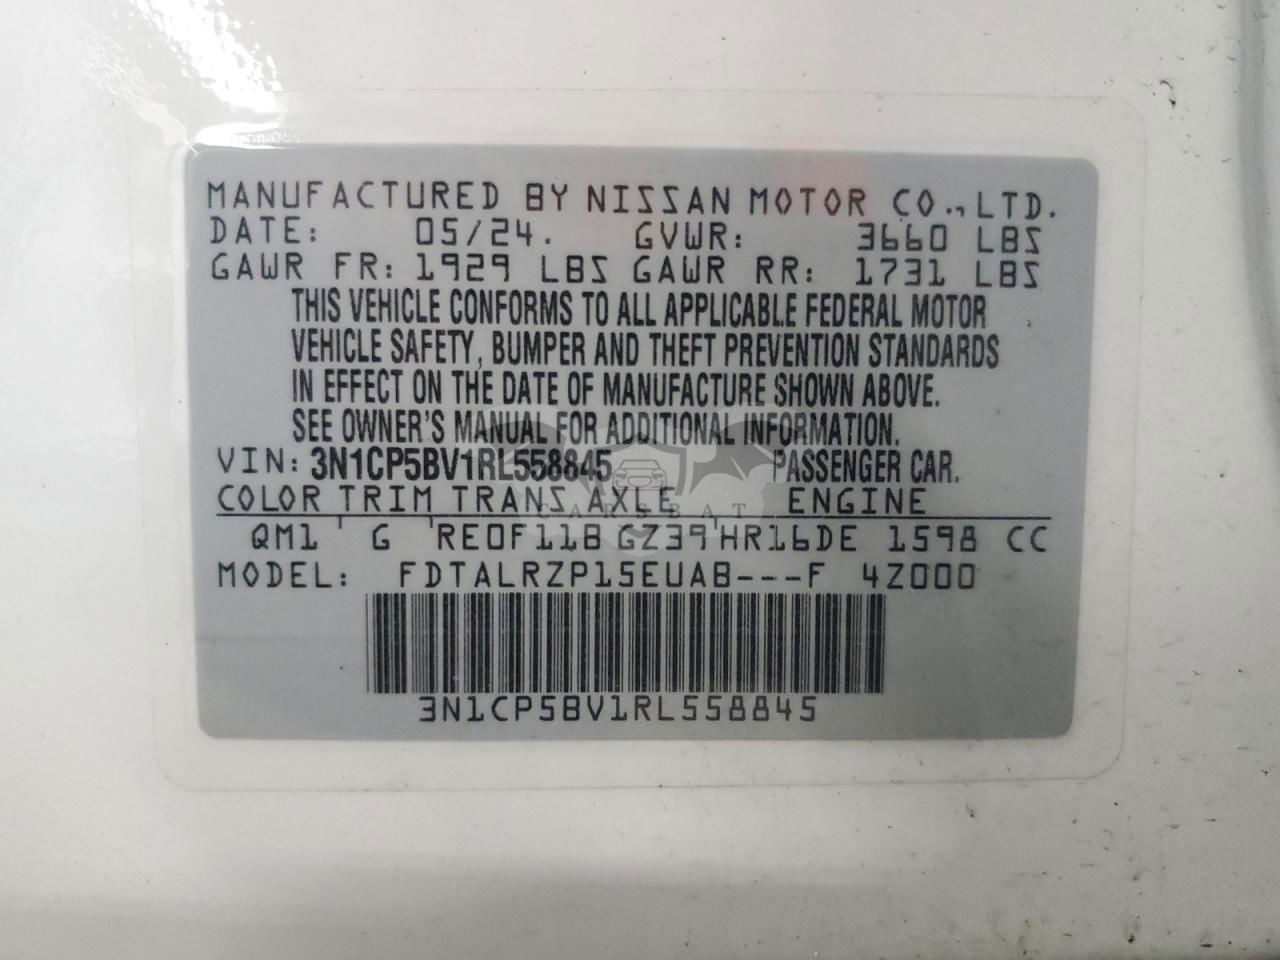 MANUFACTURED BY NISSAN MOTOR CO., LTD.
DATE: 05/24. GVWR: 3660 LBS
GAWR FR: 1929 LBS GAWR RR: 1731 LBS
THIS VEHICLE CONFORMS TO ALL APPLICABLE FEDERAL MOTOR
VEHICLE SAFETY, BUMPER AND THEFT PREVENTION STANDARDS
IN EFFECT ON THE DATE OF MANUFACTURE SHOWN ABOVE.
SEE OWNER'S MANUAL FOR ADDITIONAL INFORMATION.
VIN: 3N1CP5BV1RL558845 PASSENGER CAR.
COLOR TRIM TRANS AXLE ENGINE
CARSBAT
QM1 ' G 'RE0F11B GZ39'HR16DE 1598 CC
MODEL: FDTALRZP15EUAB---F 4Z000
3N1CP5BV1RL558845